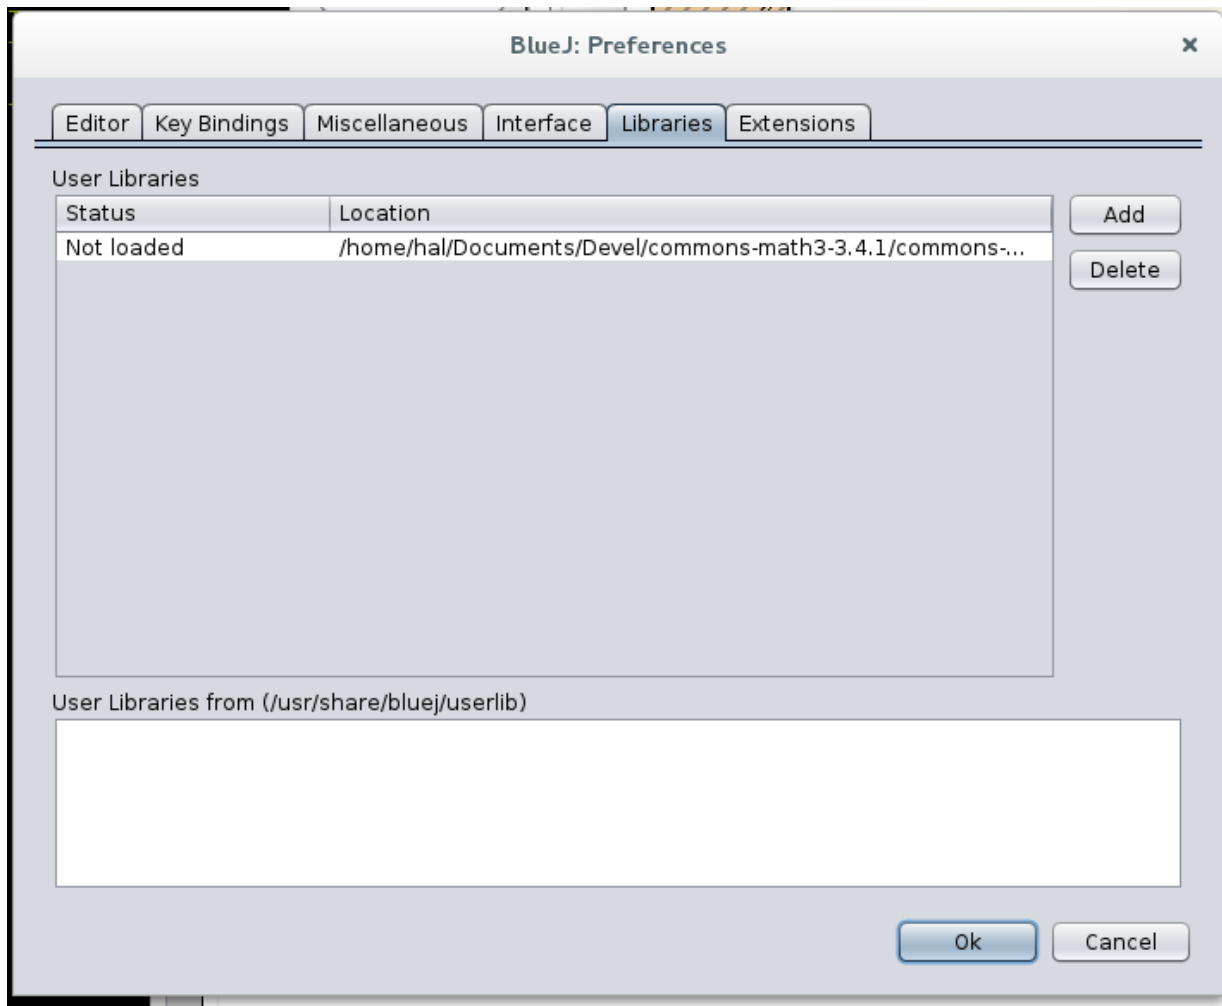 BlueJ: Preferences
Editor Key Bindings Miscellaneous Interface Libraries Extensions
User Libraries
Status Location
Not loaded /home/hal/Documents/Devel/commons-math3-3.4.1/commons-...
Add
Delete
User Libraries from (/usr/share/bluej/userlib)
Ok Cancel